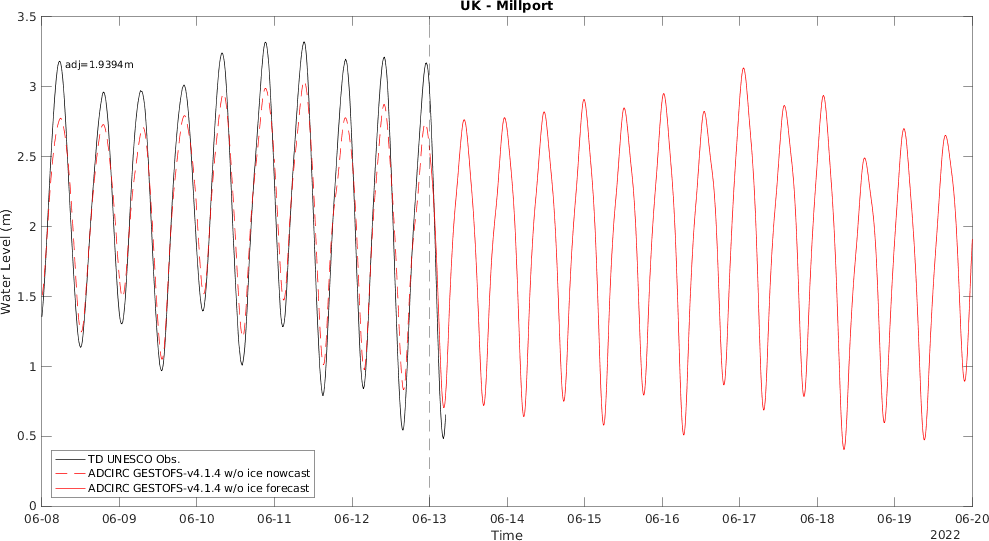 UK - Millport
adj=1.9394m
Water Level (m)
3.5
3
2.5
2
1.5
1
0.5
0
TD UNESCO Obs.
ADCIRC GESTOFS-v4.1.4 w/o ice nowcast
ADCIRC GESTOFS-v4.1.4 w/o ice forecast
06-08 06-09 06-10 06-11 06-12 06-13 06-14 06-15 06-16 06-17 06-18 06-19 06-20
Time
2022